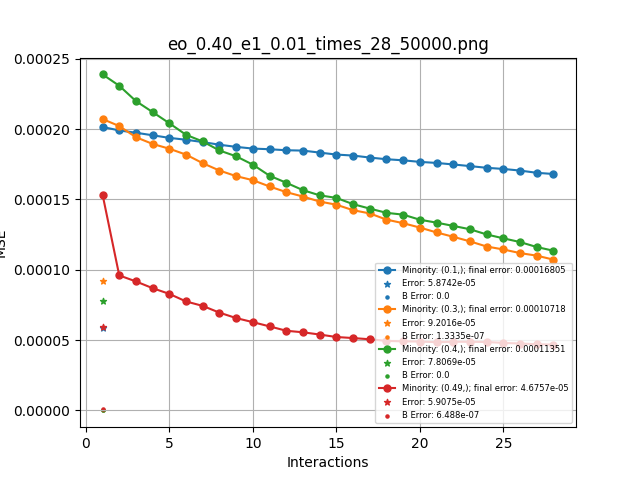 eo_0.40_e1_0.01_times_28_50000.png
0.00025
0.00020
0.00015
0.00010
0.00005
0.00000
MSE
Minority: (0.1,); final error: 0.00016805
Error: 5.8742e-05
B Error: 0.0
Minority: (0.3,); final error: 0.00010718
Error: 9.2016e-05
B Error: 1.3335e-07
Minority: (0.4,); final error: 0.00011351
Error: 7.8069e-05
B Error: 0.0
Minority: (0.49,); final error: 4.6757e-05
Error: 5.9075e-05
B Error: 6.488e-07
0 5 10 15 20 25
Interactions